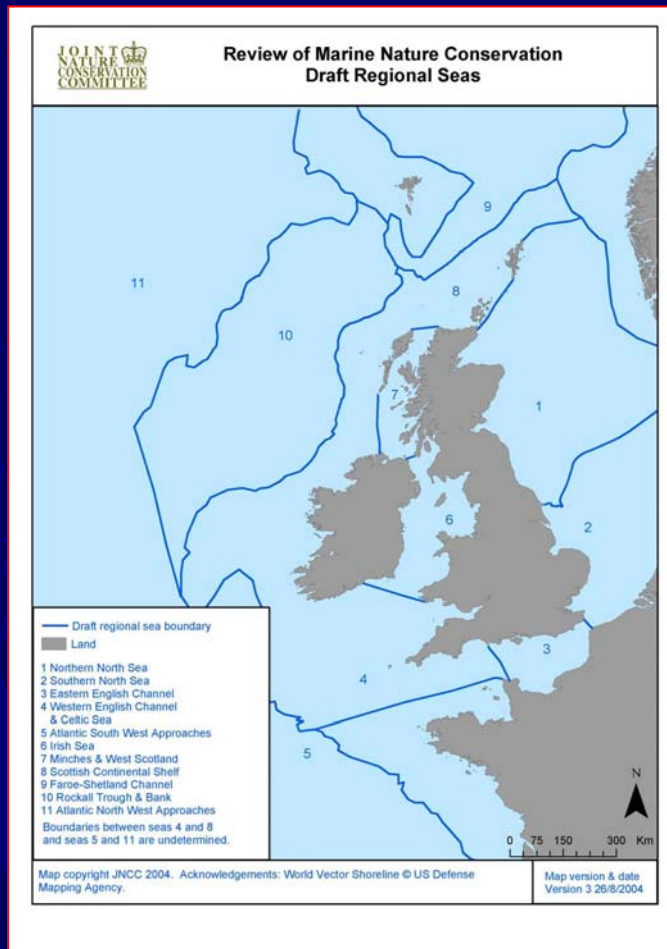 JOINT
NATURE
CONSERVATION
COMMITTEE
Review of Marine Nature Conservation
Draft Regional Seas
9
11
8
10
7
1
6
2
3
4
5
Draft regional sea boundary
Land
1 Northern North Sea
2 Southern North Sea
3 Eastern English Channel
4 Western English Channel
& Celtic Sea
5 Atlantic South West Approaches
6 Irish Sea
7 Minches & West Scotland
8 Scottish Continental Shelf
9 Faroe-Shetland Channel
10 Rockall Trough & Bank
11 Atlantic North West Approaches
Boundaries between seas 4 and 8
and seas 5 and 11 are undetermined.
N
0 75 150 300 Km
Map copyright JNCC 2004. Acknowledgements: World Vector Shoreline © US Defense
Mapping Agency.
Map version & date
Version 3 26/8/2004